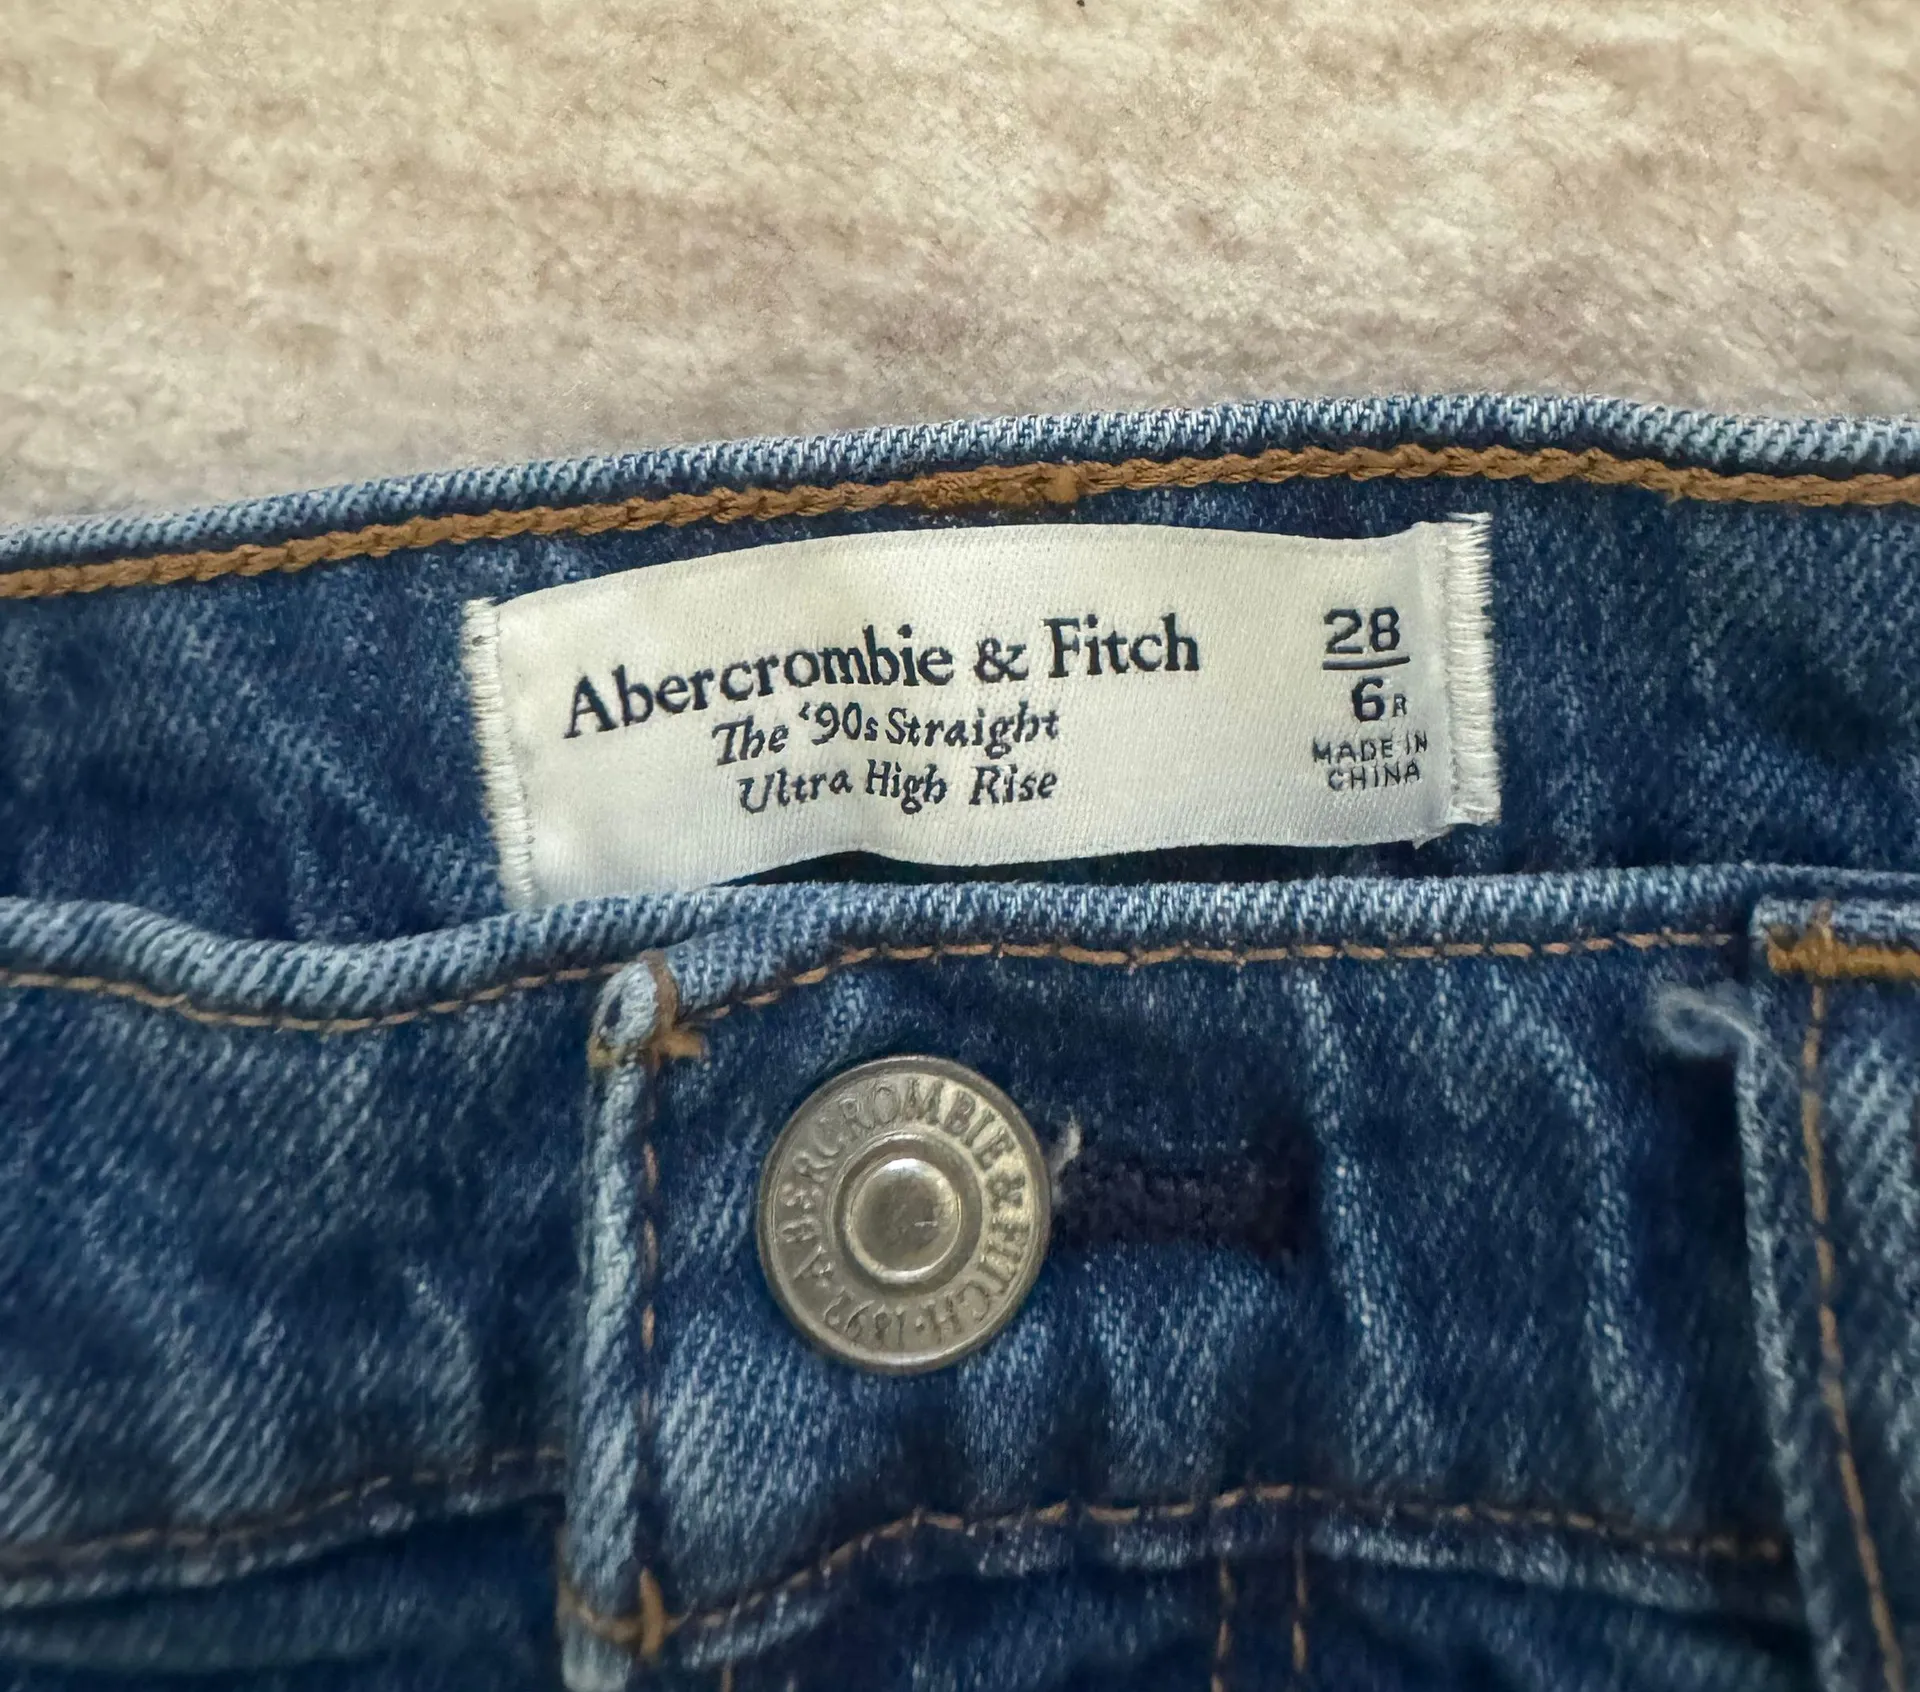 Abercrombie & Fitch
The ‘90s Straight
Ultra High Rise
28
6R
MADE IN
CHINA
ABERCROMBIE & FITCH · 1892 ·